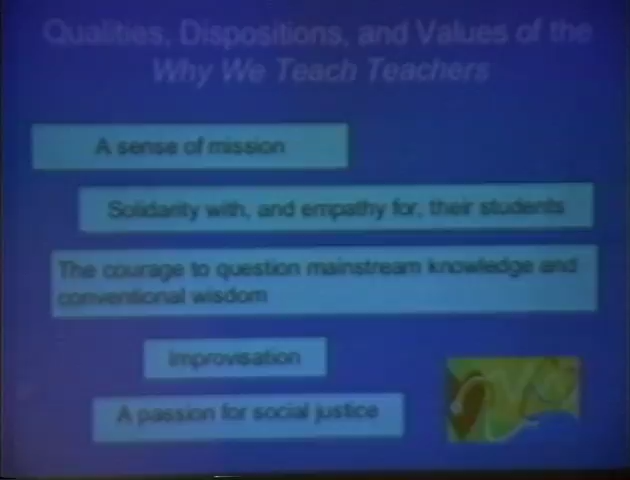 Qualities, Dispositions, and Values of the
Why We Teach Teachers
A sense of mission
Solidarity with, and empathy for, their students
The courage to question mainstream knowledge and
conventional wisdom
Improvisation
A passion for social justice